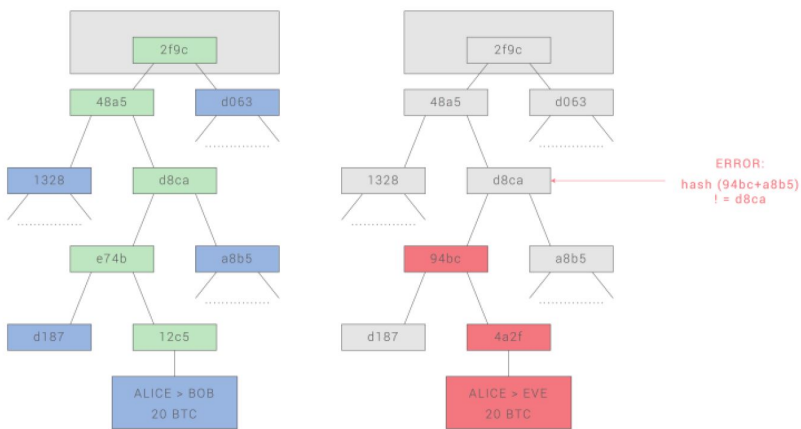 2f9c
48a5
d063
1328
d8ca
e74b
a8b5
d187
12c5
ALICE > BOB
20 BTC
2f9c
48a5
d063
1328
d8ca
ERROR:
hash (94bc+a8b5)
! = d8ca
94bc
a8b5
d187
4a2f
ALICE > EVE
20 BTC